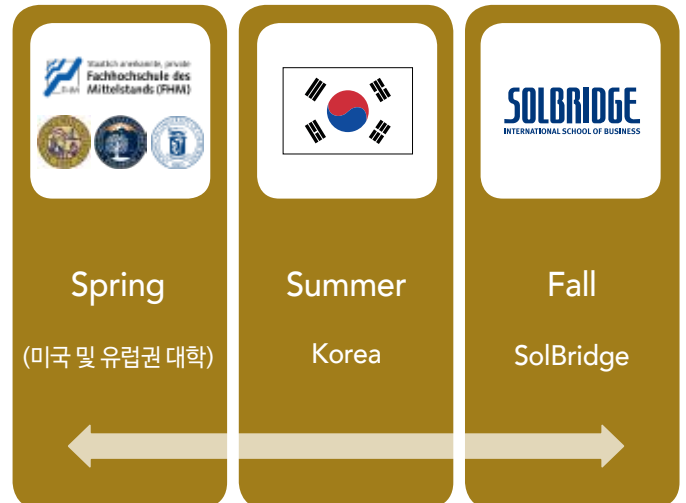 Staatlich anerkannte, private
Fachhochschule des
Mittelstands (FHM)
SOLBRIDGE
INTERNATIONAL SCHOOL OF BUSINESS
Spring
(미국 및 유럽권 대학)
Summer
Korea
Fall
SolBridge